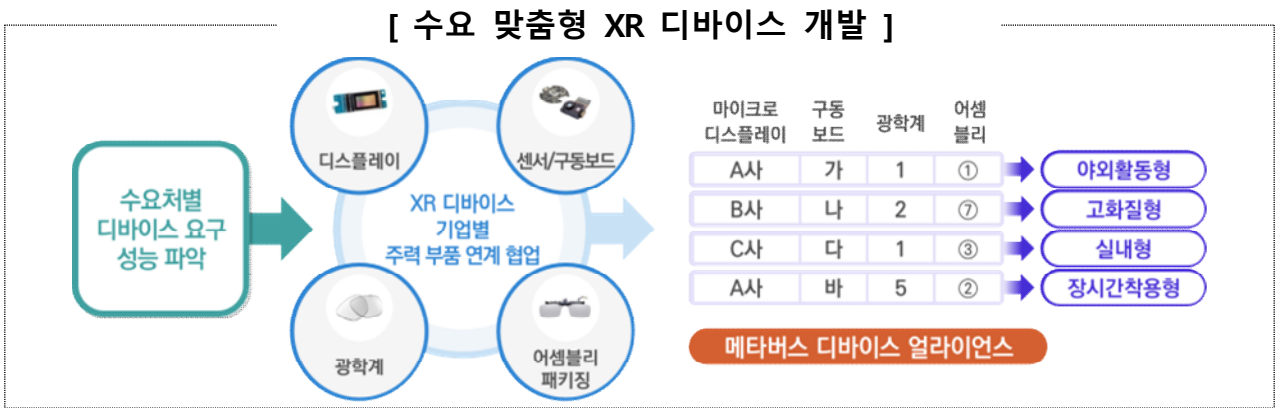 [ 수요 맞춤형 XR 디바이스 개발 ]
수요처별
디바이스 요구
성능 파악
디스플레이
센서/구동보드
XR 디바이스
기업별
주력 부품 연계 협업
광학계
어셈블리
패키징
마이크로
디스플레이
구동
보드
광학계
어셈
블리
A사 가 1 ① 야외활동형
B사 나 2 ⑦ 고화질형
C사 다 1 ③ 실내형
A사 바 5 ② 장시간착용형
메타버스 디바이스 얼라이언스